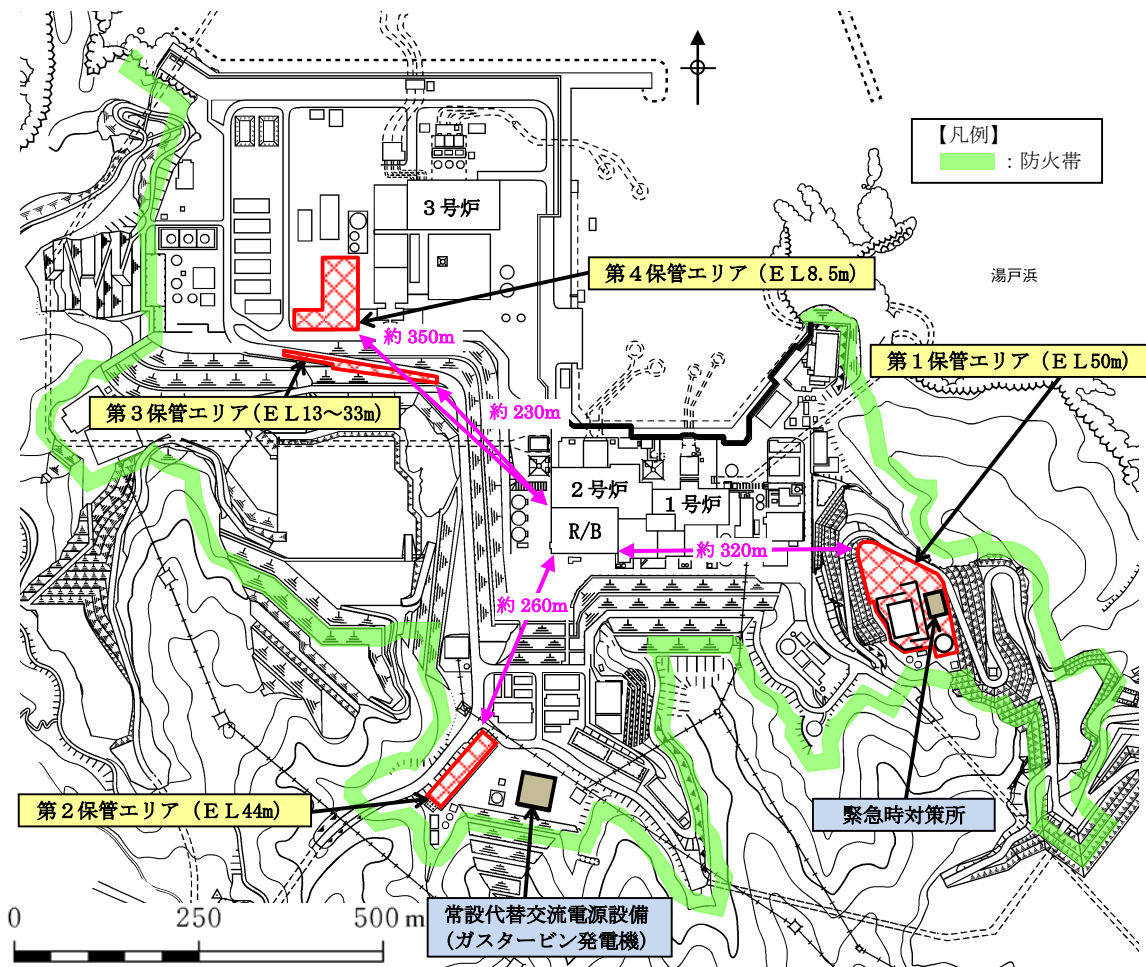 【凡例】
：防火帯
3号炉
第4保管エリア（EL8.5m）
湯戸浜
約 350m
第1保管エリア（EL50m）
第3保管エリア（EL13～33m）
約 230m
2号炉
1号炉
R/B
約 320m
約 260m
第2保管エリア（EL44m）
緊急時対策所
常設代替交流電源設備
（ガスタービン発電機）
0 250 500 m